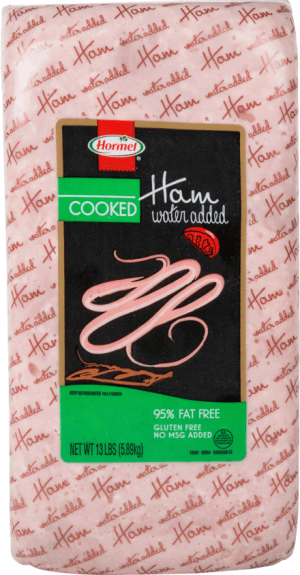 Hormel
COOKED
Ham
water added
95% FAT FREE
GLUTEN FREE
NO MSG ADDED
NET WT 13 LBS (5.89kg)
Ham
water added